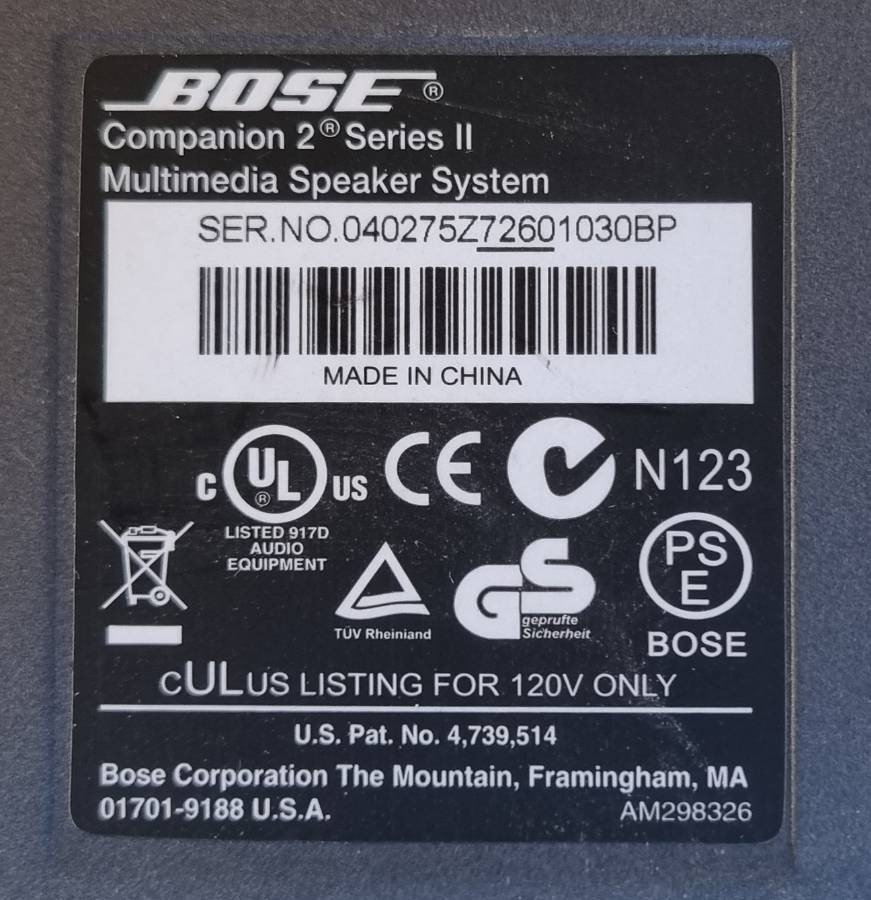 BOSE®
Companion 2® Series II
Multimedia Speaker System
SER.NO.040275Z72601030BP
MADE IN CHINA
C UL® US
CE
N123
LISTED 917D
AUDIO
EQUIPMENT
TÜV Rheinland
GS
geprufte
Sicherheit
PS
E
BOSE
cULus LISTING FOR 120V ONLY
U.S. Pat. No. 4,739,514
Bose Corporation The Mountain, Framingham, MA
01701-9188 U.S.A.
AM298326